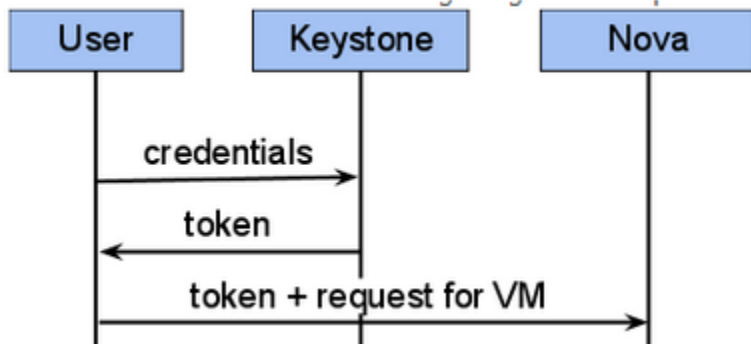 User Keystone Nova
credentials
token
token + request for VM